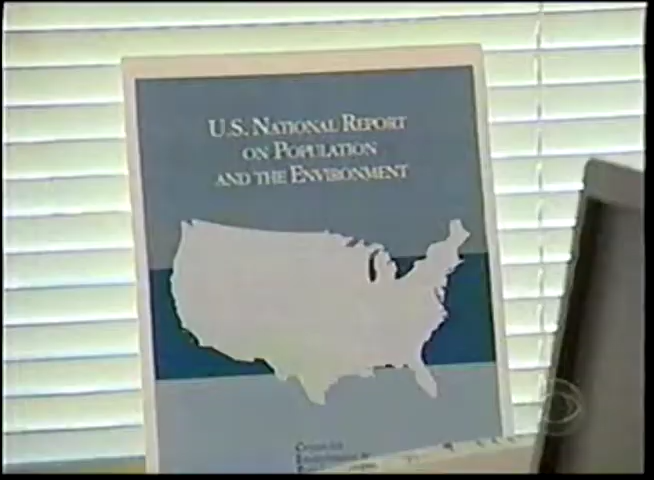 U.S. NATIONAL REPORT
ON POPULATION
AND THE ENVIRONMENT